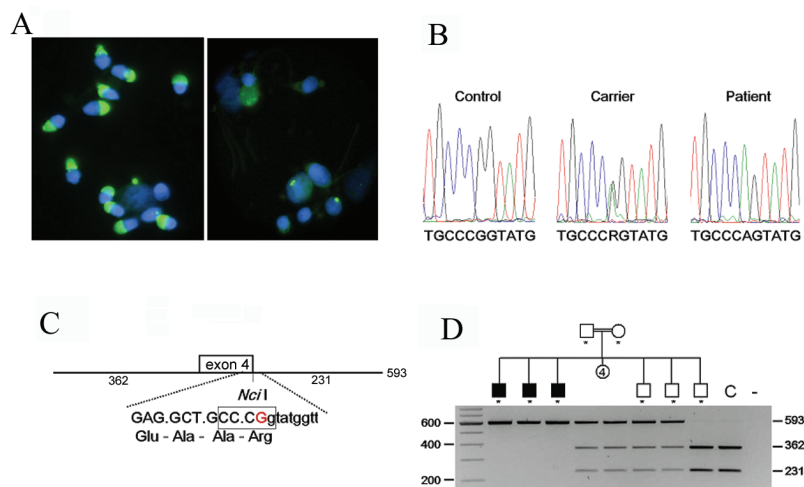 A
B
Control
Carrier
Patient
TGCCCGGTATG
TGCCCRGTATG
TGCCCAGTATG
C
exon 4
362
231
593
NciI
GAG.GCT.GCC.CGgtatggtt
Glu - Ala - Ala - Arg
D
4
* *
* * * * * *
C -
600
400
200
593
362
231